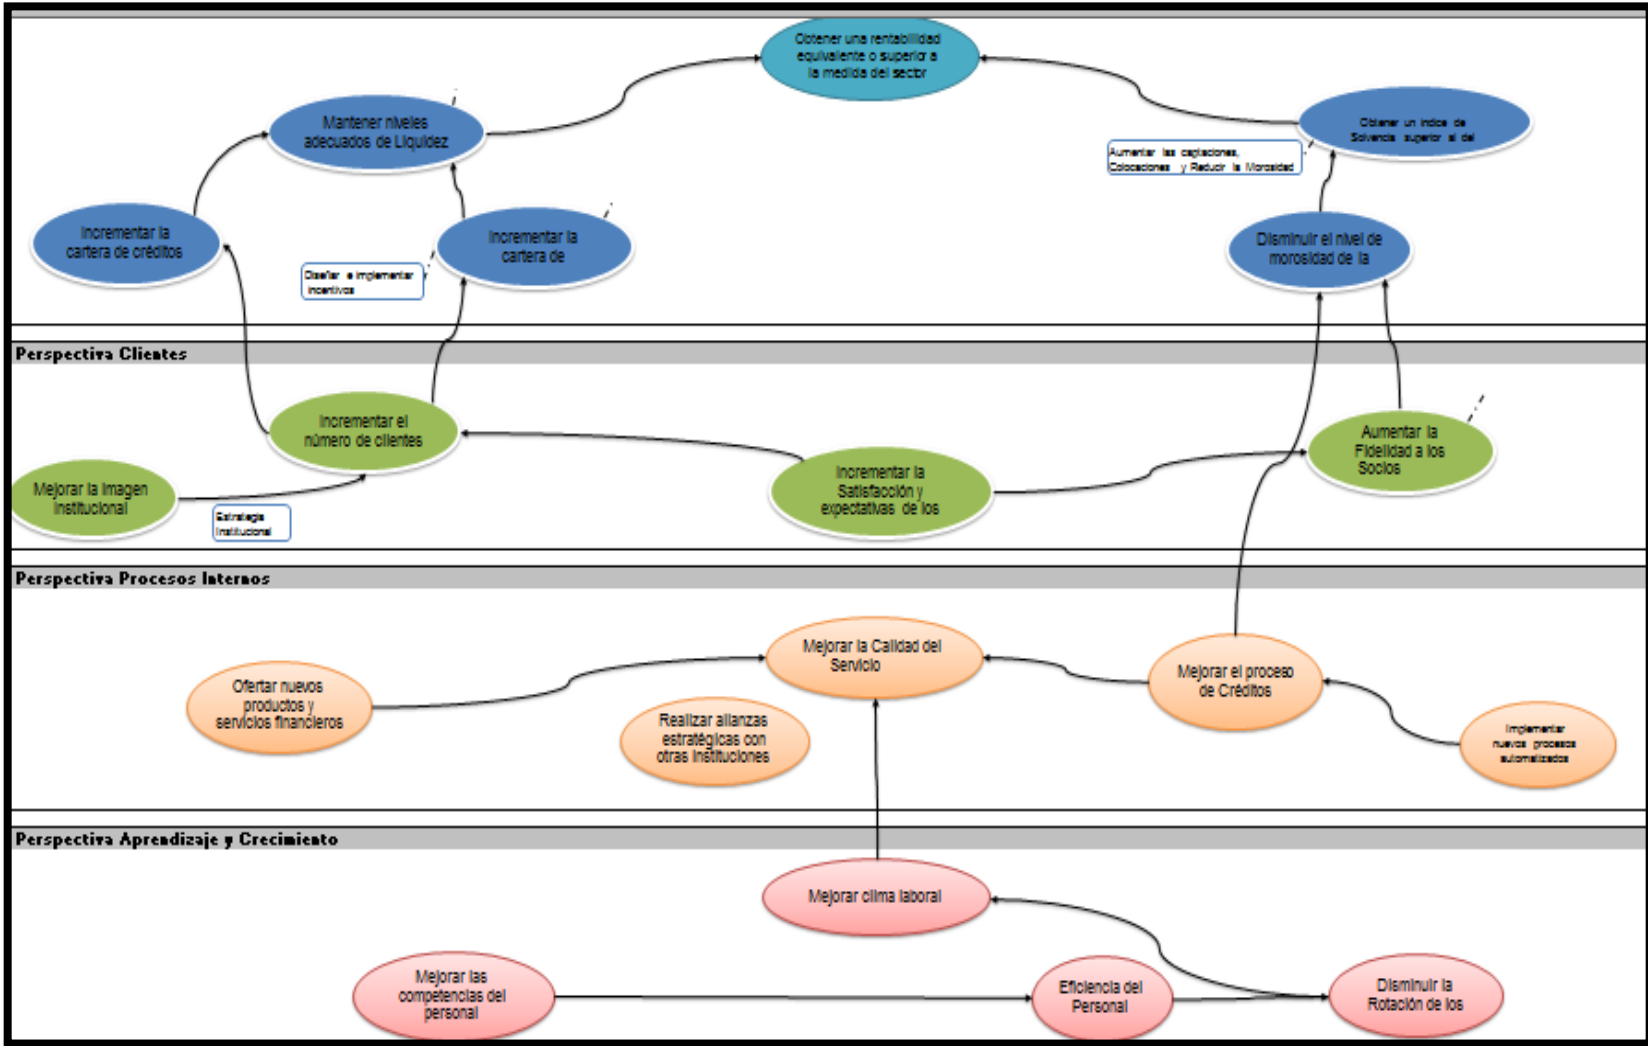 Obtener una rentabilidad
equivalente o superior a
la medida del sector
Mantener niveles
adecuados de Liquidez
Obtener un índice de
Solvencia superior al del
Aumentar las captaciones,
Colocaciones y Reducir la Morosidad
Incrementar la
cartera de créditos
Incrementar la
cartera de
Disminuir el nivel de
morosidad de la
Diseñar e implementar
incentivos
Perspectiva Clientes
Incrementar el
número de clientes
Aumentar la
Fidelidad a los
Socios
Mejorar la Imagen
Institucional
Incrementar la
Satisfacción y
expectativas de los
Estrategia
Institucional
Perspectiva Procesos Internos
Mejorar la Calidad del
Servicio
Mejorar el proceso
de Créditos
Ofertar nuevos
productos y
servicios financieros
Realizar alianzas
estratégicas con
otras Instituciones
Implementar
nuevos procesos
automatizados
Perspectiva Aprendizaje y Crecimiento
Mejorar clima laboral
Mejorar las
competencias del
personal
Eficiencia del
Personal
Disminuir la
Rotación de los